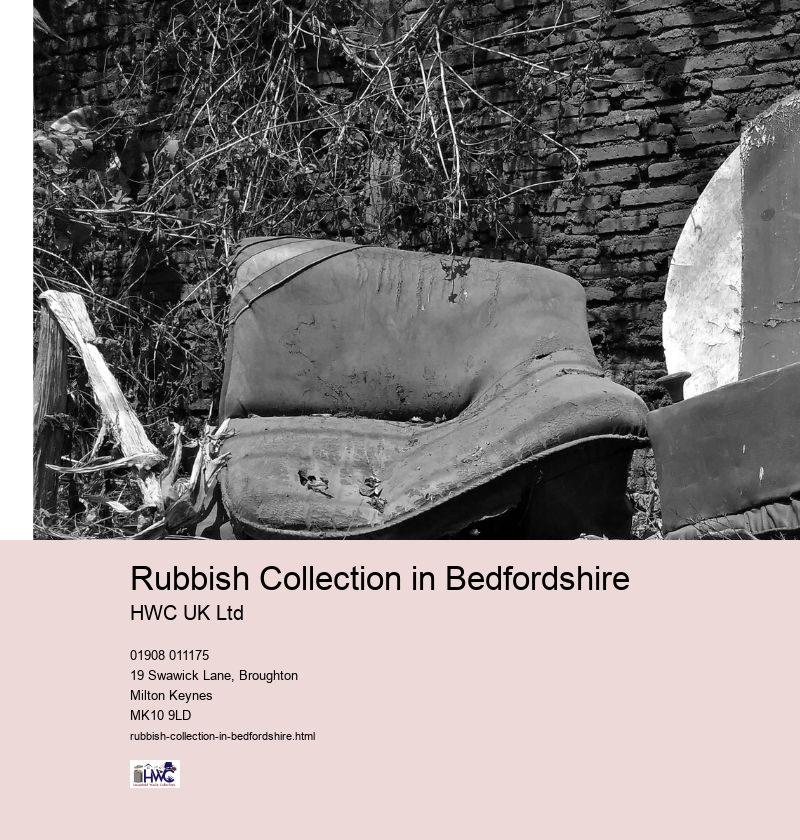 Rubbish Collection in Bedfordshire
HWC UK Ltd
01908 011175
19 Swawick Lane, Broughton
Milton Keynes
MK10 9LD
rubbish-collection-in-bedfordshire.html
HWC